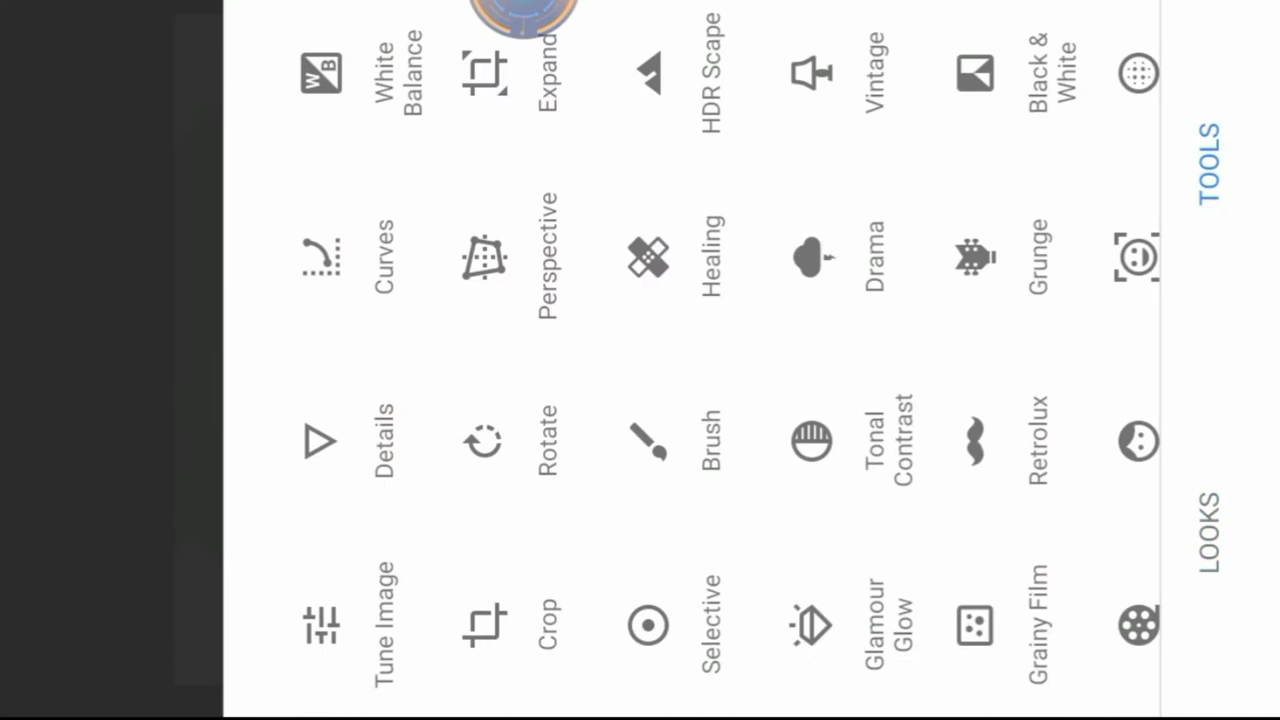 Tune Image
Details
Curves
White
Balance
Crop
Rotate
Perspective
Expand
Selective
Brush
Healing
HDR Scape
Glamour
Glow
Tonal
Contrast
Drama
Vintage
Grainy Film
Retrolux
Grunge
Black &
White
LOOKS
TOOLS
WB